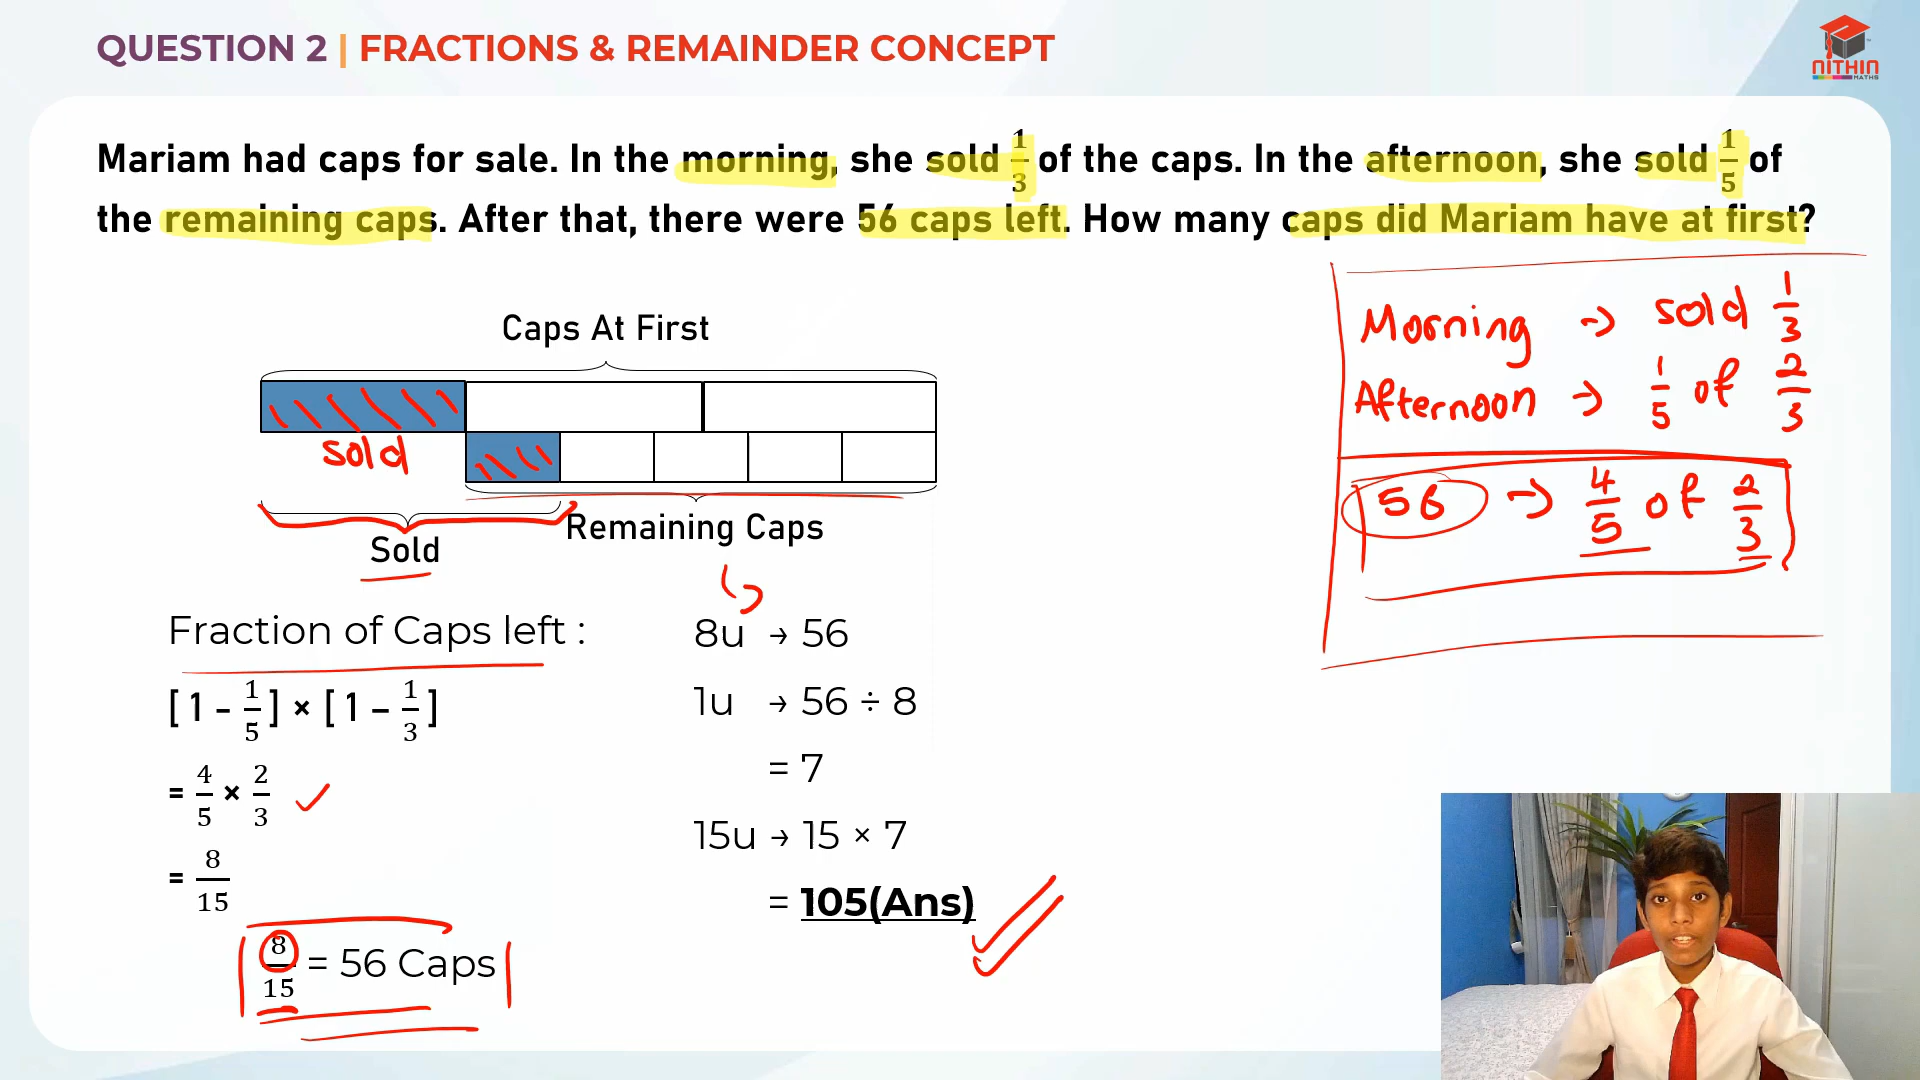 QUESTION 2 | FRACTIONS & REMAINDER CONCEPT
NITHIN
MATHS
Mariam had caps for sale. In the morning, she sold 1/3 of the caps. In the afternoon, she sold 1/5 of
the remaining caps. After that, there were 56 caps left. How many caps did Mariam have at first?
Caps At First
sold
Sold
Remaining Caps
Morning → sold 1/3
Afternoon → 1/5 of 2/3
56 → 4/5 of 2/3
Fraction of Caps left :
[ 1 - 1/5 ] × [ 1 – 1/3 ]
= 4/5 × 2/3
= 8/15
8/15 = 56 Caps
8u → 56
1u → 56 ÷ 8
= 7
15u → 15 × 7
= 105(Ans)